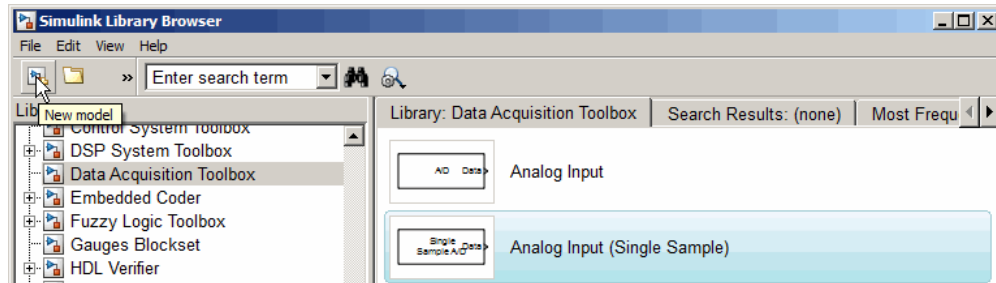 Simulink Library Browser
File Edit View Help
» Enter search term
New model
Library: Data Acquisition Toolbox Search Results: (none) Most Frequ
Control System Toolbox
DSP System Toolbox
Data Acquisition Toolbox
Embedded Coder
Fuzzy Logic Toolbox
Gauges Blockset
HDL Verifier
A/D Data
Analog Input
Single Sample A/D Data
Analog Input (Single Sample)